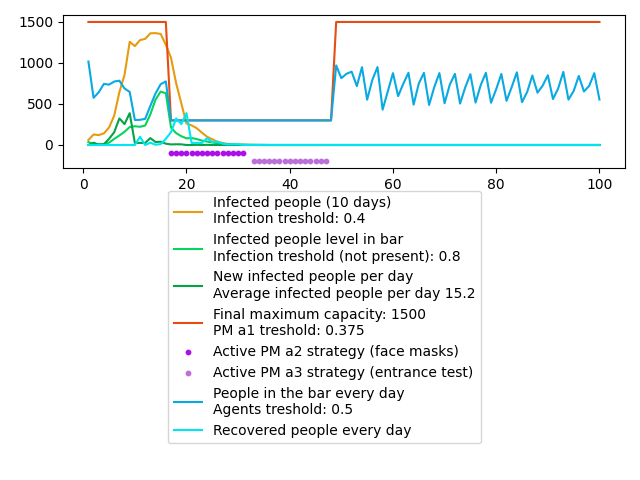 1500
1000
500
0
0
20
40
60
80
100
Infected people (10 days)
Infection treshold: 0.4
Infected people level in bar
Infection treshold (not present): 0.8
New infected people per day
Average infected people per day 15.2
Final maximum capacity: 1500
PM a1 treshold: 0.375
Active PM a2 strategy (face masks)
Active PM a3 strategy (entrance test)
People in the bar every day
Agents treshold: 0.5
Recovered people every day